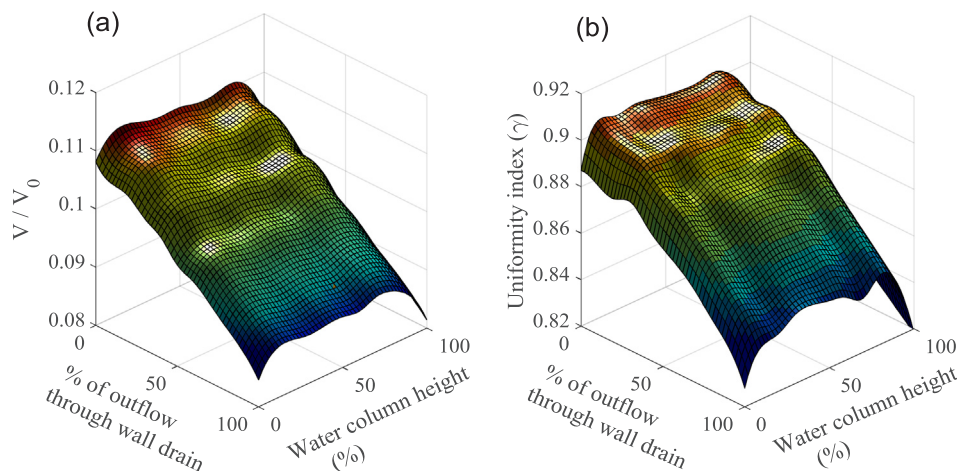 (a)
0.12
0.11
0.1
0.09
0.08
V / V0
0
50
100
% of outflow
through wall drain
0
50
100
Water column height
(%)
(b)
0.92
0.9
0.88
0.86
0.84
0.82
Uniformity index (γ)
0
50
100
% of outflow
through wall drain
0
50
100
Water column height
(%)